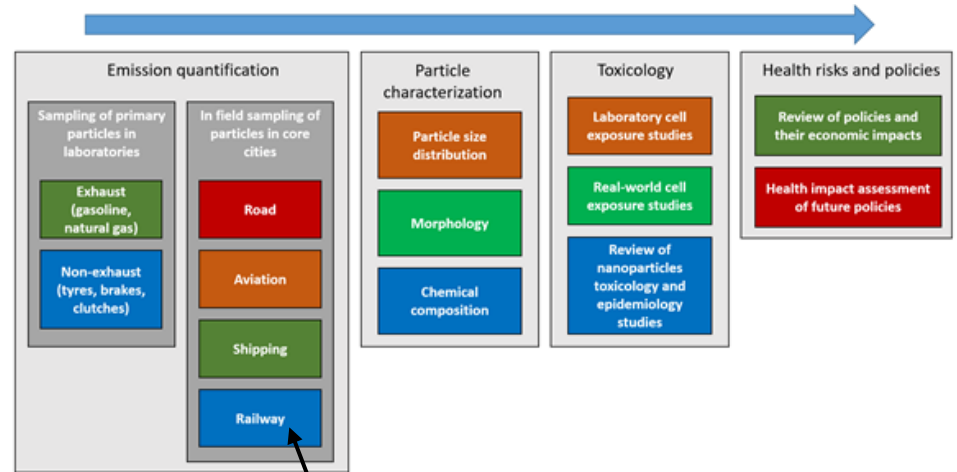 Emission quantification
Sampling of primary
particles in
laboratories
Exhaust
(gasoline,
natural gas)
Non-exhaust
(tyres, brakes,
clutches)
In field sampling of
particles in core
cities
Road
Aviation
Shipping
Railway
Particle
characterization
Particle size
distribution
Morphology
Chemical
composition
Toxicology
Laboratory cell
exposure studies
Real-world cell
exposure studies
Review of
nanoparticles
toxicology and
epidemiology
studies
Health risks and policies
Review of policies and
their economic impacts
Health impact assessment
of future policies